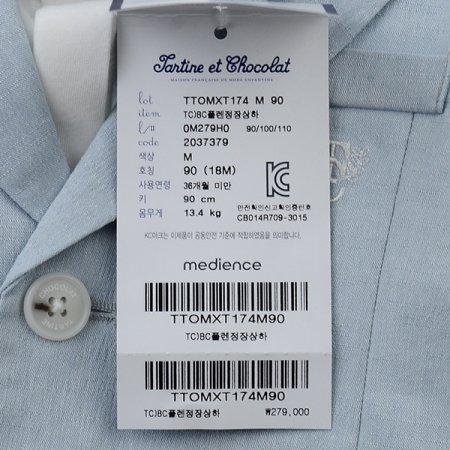 Tartine et Chocolat
MAISON FRANÇAISE DE MODE ENFANTINE
lot TTOMXT174 M 90
item TC)BC플렌정장상하
f/# 0M279H0 90/100/110
code 2037379
색상 M
호칭 90 (18M)
사용연령 36개월 미만
키 90 cm
몸무게 13.4 kg
안전확인신고확인증번호
CB014R709-3015
KC마크는 이제품이 공통안전 기준에 적합하였음을 의미합니다.
medience
TTOMXT174M90
TC)BC플렌정장상하
TTOMXT174M90
TC)BC플렌정장상하 ₩279,000
CHOCOLAT
TARTINE